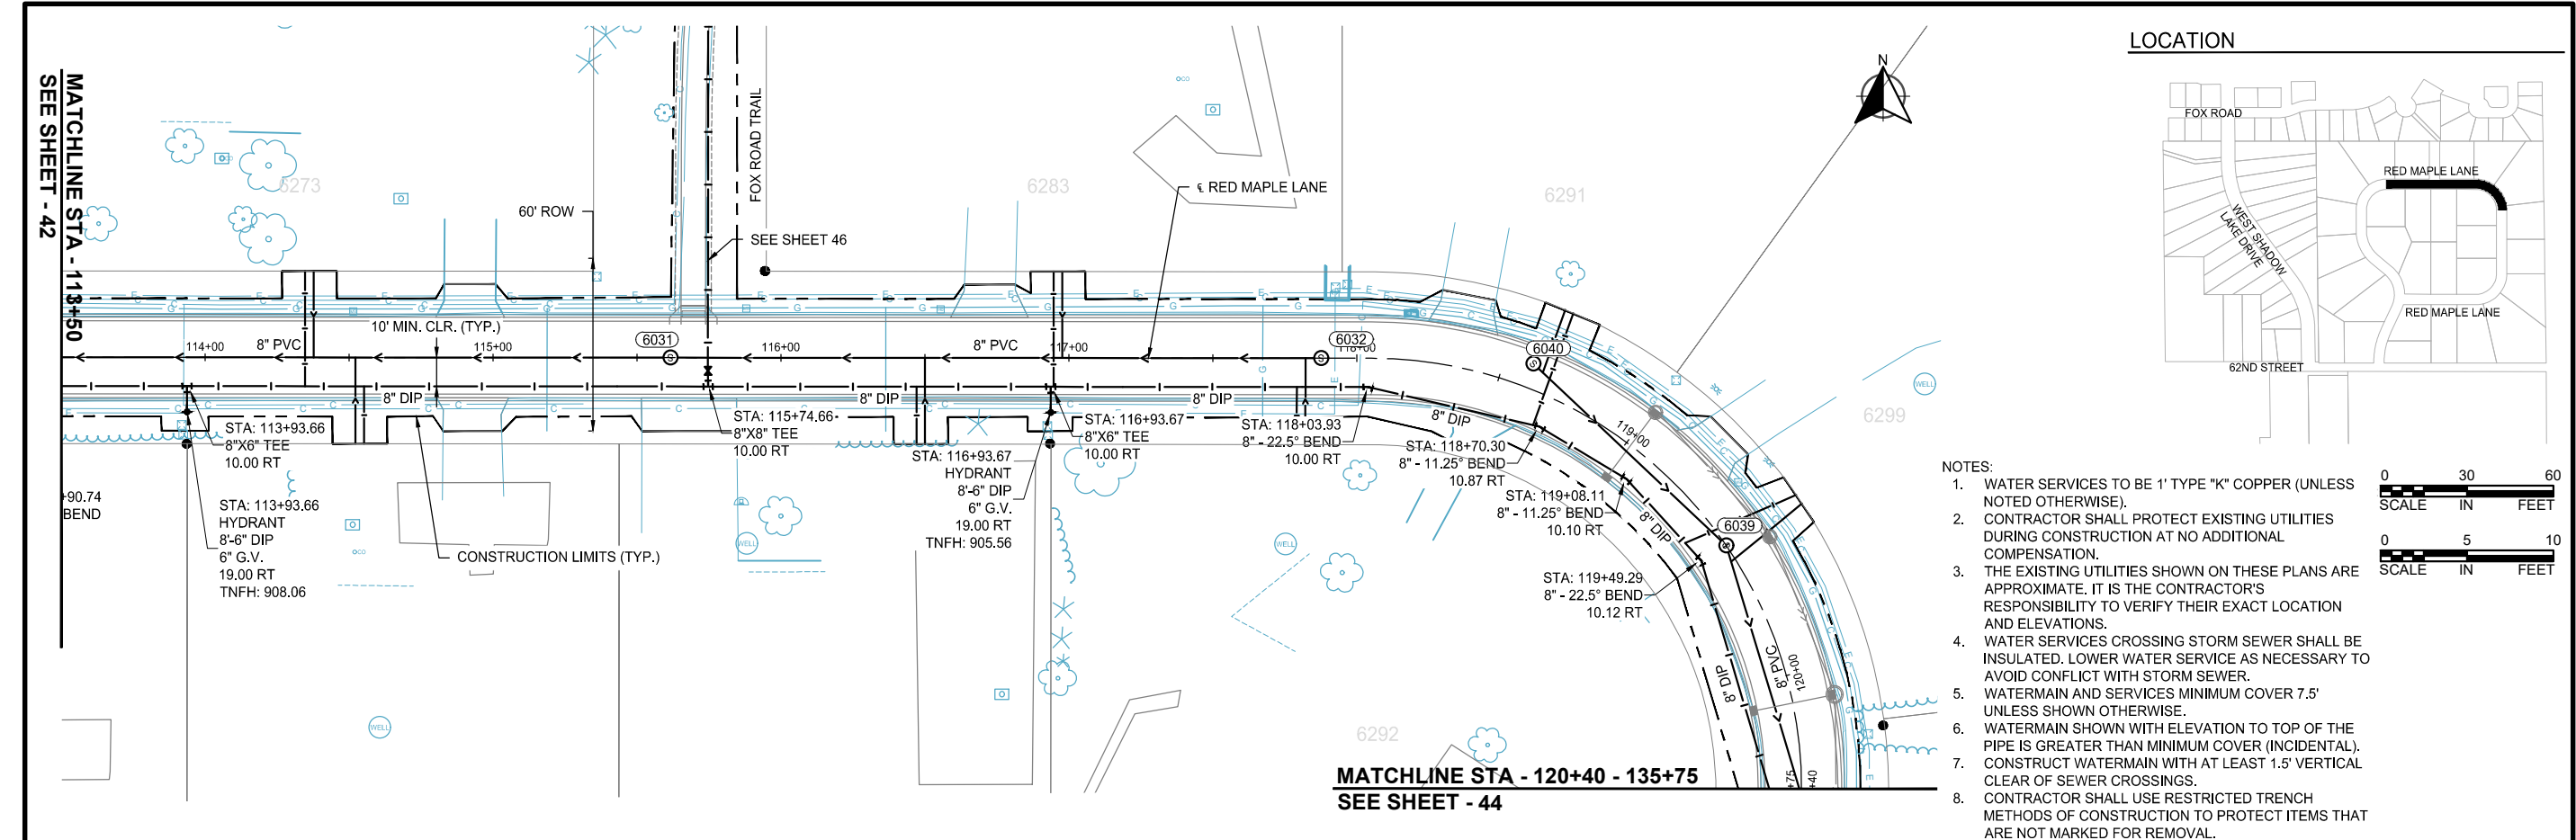 MATCHLINE STA - 113+50
SEE SHEET - 42
6273
60' ROW
FOX ROAD TRAIL
SEE SHEET 46
6283
℄ RED MAPLE LANE
6291
N
10' MIN. CLR. (TYP.)
114+00
8" PVC
115+00
6031
116+00
8" PVC
117+00
6032
118+00
6040
8" DIP
8" DIP
8" DIP
8" DIP
119+00
6299
WELL
+90.74
BEND
STA: 113+93.66
8"X6" TEE
10.00 RT
STA: 113+93.66
HYDRANT
8'-6" DIP
6" G.V.
19.00 RT
TNFH: 908.06
CONSTRUCTION LIMITS (TYP.)
STA: 115+74.66
8"X8" TEE
10.00 RT
STA: 116+93.67
HYDRANT
8'-6" DIP
6" G.V.
19.00 RT
TNFH: 905.56
STA: 116+93.67
8"X6" TEE
10.00 RT
STA: 118+03.93
8" - 22.5° BEND
10.00 RT
STA: 118+70.30
8" - 11.25° BEND
10.87 RT
STA: 119+08.11
8" - 11.25° BEND
10.10 RT
8" DIP
6039
STA: 119+49.29
8" - 22.5° BEND
10.12 RT
WELL
WELL
WELL
8" DIP
8" PVC
120+00
6292
+75
+40
MATCHLINE STA - 120+40 - 135+75
SEE SHEET - 44
LOCATION
FOX ROAD
RED MAPLE LANE
WEST SHADOW
LAKE DRIVE
RED MAPLE LANE
62ND STREET
NOTES:
1. WATER SERVICES TO BE 1' TYPE "K" COPPER (UNLESS
NOTED OTHERWISE).
2. CONTRACTOR SHALL PROTECT EXISTING UTILITIES
DURING CONSTRUCTION AT NO ADDITIONAL
COMPENSATION.
3. THE EXISTING UTILITIES SHOWN ON THESE PLANS ARE
APPROXIMATE. IT IS THE CONTRACTOR'S
RESPONSIBILITY TO VERIFY THEIR EXACT LOCATION
AND ELEVATIONS.
4. WATER SERVICES CROSSING STORM SEWER SHALL BE
INSULATED. LOWER WATER SERVICE AS NECESSARY TO
AVOID CONFLICT WITH STORM SEWER.
5. WATERMAIN AND SERVICES MINIMUM COVER 7.5'
UNLESS SHOWN OTHERWISE.
6. WATERMAIN SHOWN WITH ELEVATION TO TOP OF THE
PIPE IS GREATER THAN MINIMUM COVER (INCIDENTAL).
7. CONSTRUCT WATERMAIN WITH AT LEAST 1.5' VERTICAL
CLEAR OF SEWER CROSSINGS.
8. CONTRACTOR SHALL USE RESTRICTED TRENCH
METHODS OF CONSTRUCTION TO PROTECT ITEMS THAT
ARE NOT MARKED FOR REMOVAL.
0 30 60
SCALE IN FEET
0 5 10
SCALE IN FEET